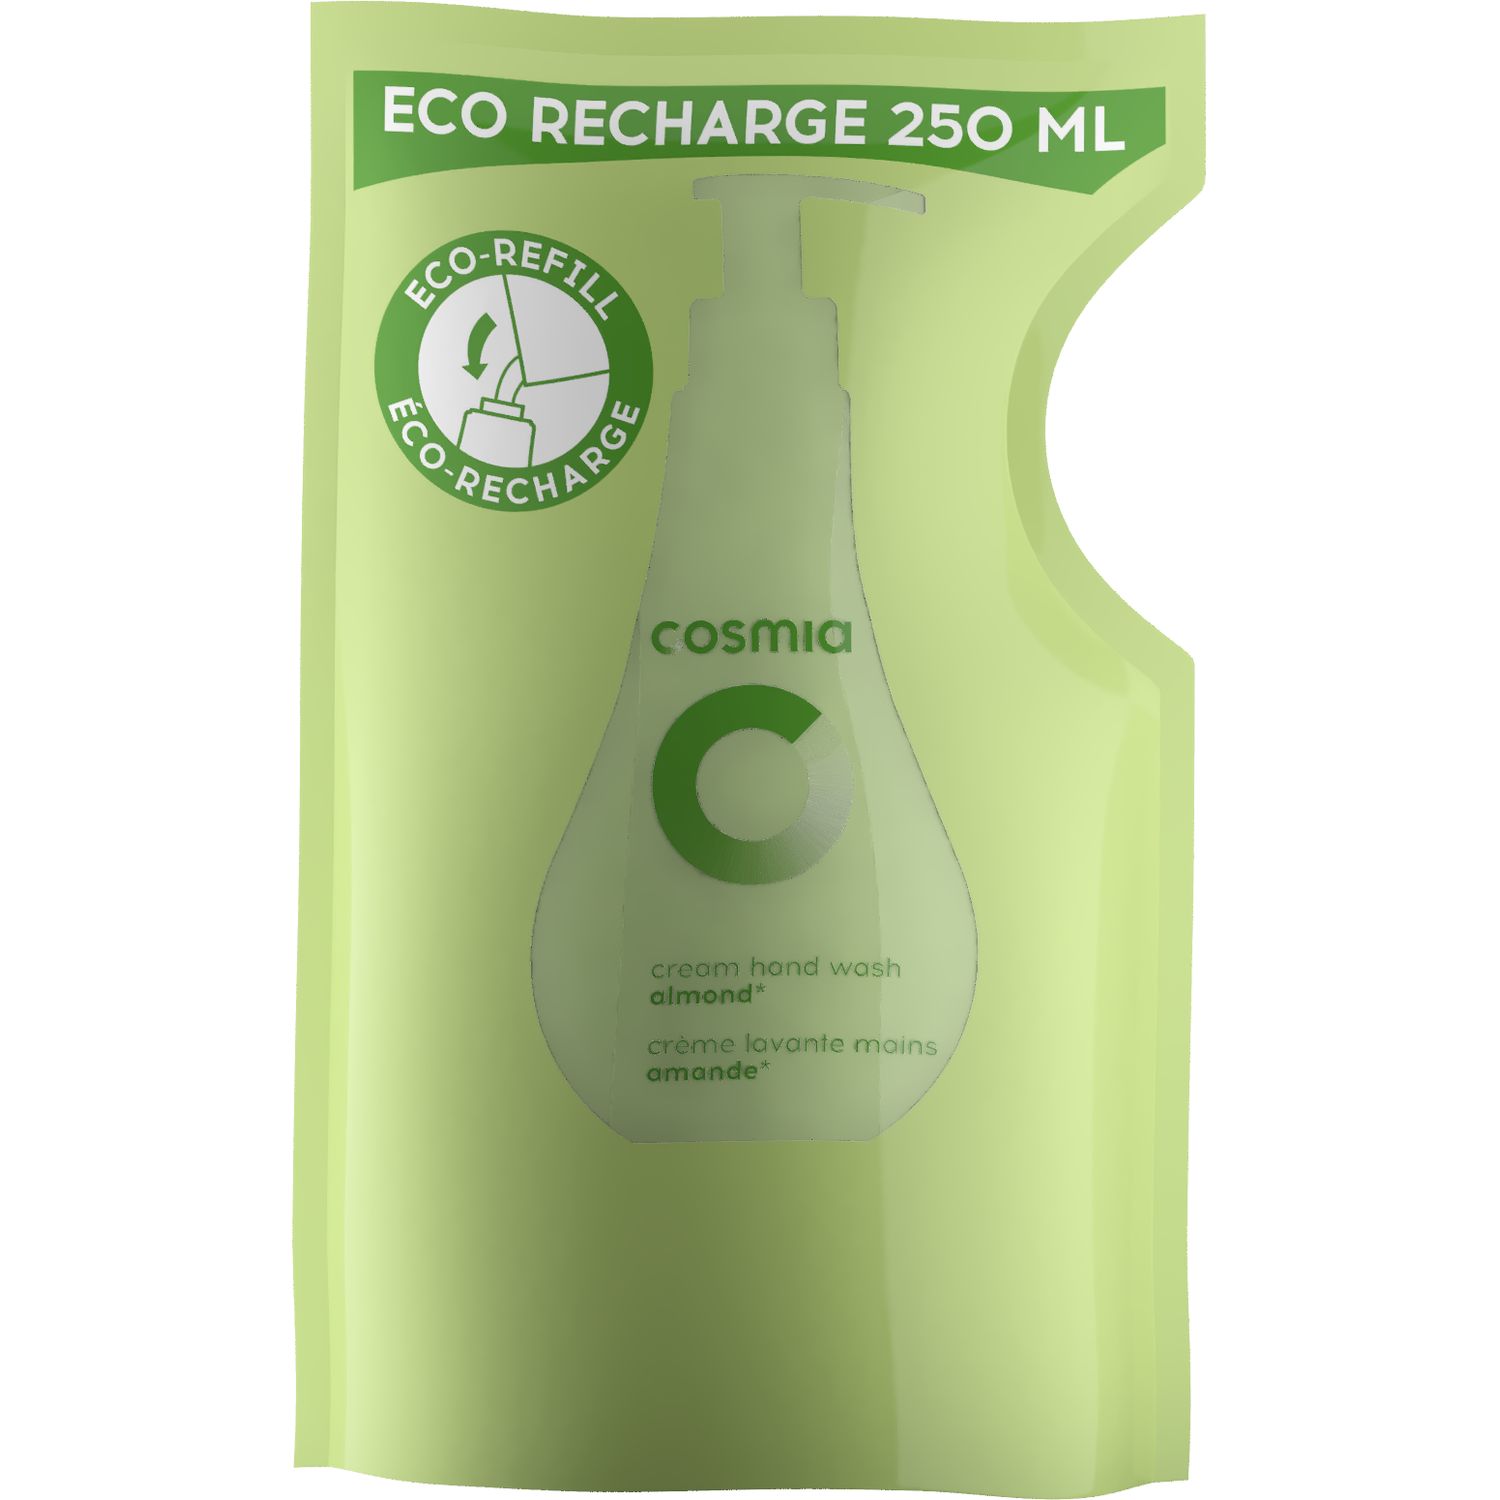 ECO RECHARGE 250 ML
ECO-REFILL
ÉCO-RECHARGE
cosmia
cream hand wash
almond*
crème lavante mains
amande*